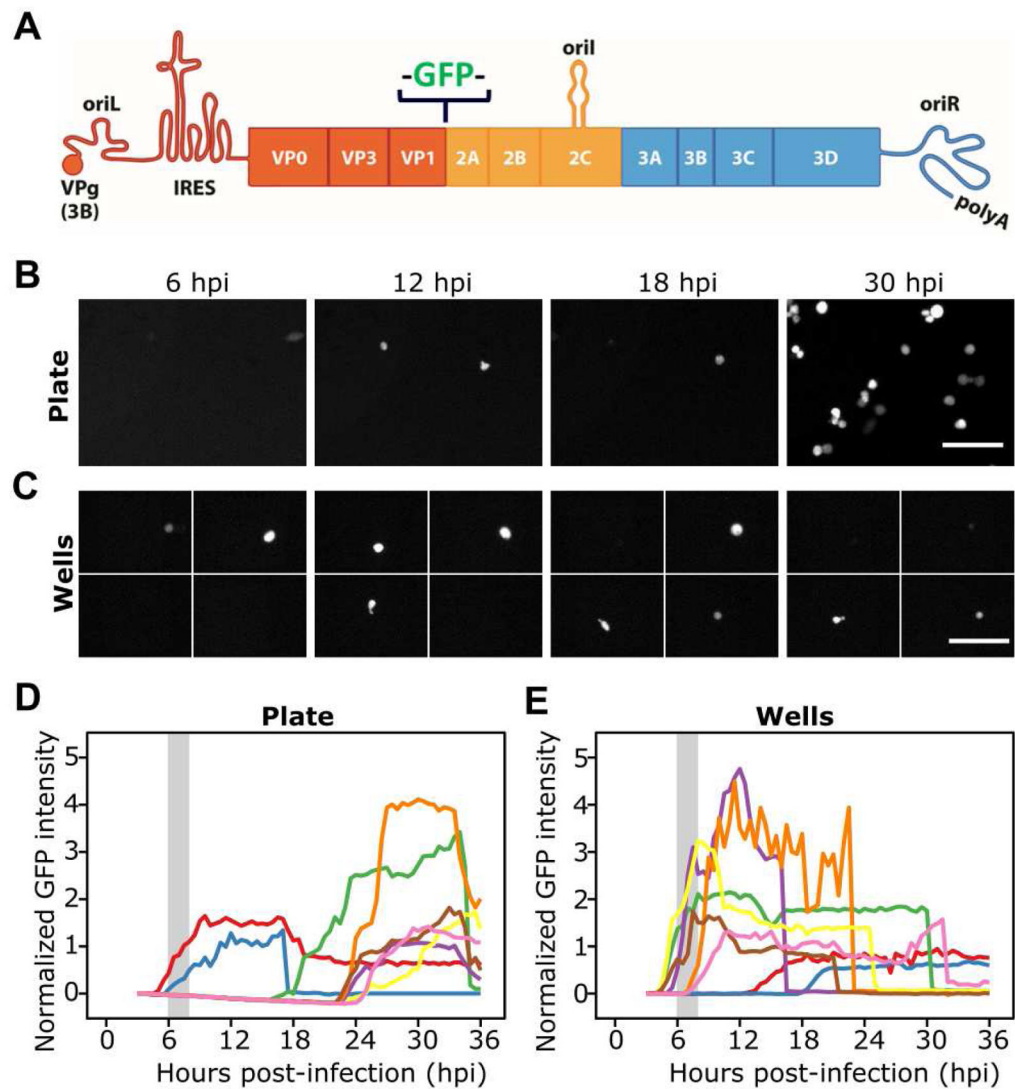 A
-GFP-
oriI
oriL
oriR
VP0 VP3 VP1 2A 2B 2C 3A 3B 3C 3D
VPg
(3B)
IRES
polyA
B
6 hpi 12 hpi 18 hpi 30 hpi
Plate
C
Wells
D
Plate
Normalized GFP intensity
5
4
3
2
1
0
0 6 12 18 24 30 36
Hours post-infection (hpi)
E
Wells
Normalized GFP intensity
5
4
3
2
1
0
0 6 12 18 24 30 36
Hours post-infection (hpi)